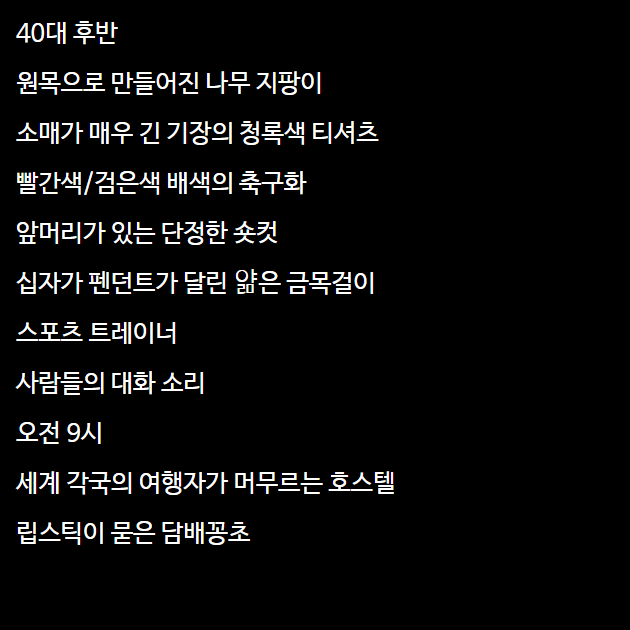 40대 후반
원목으로 만들어진 나무 지팡이
소매가 매우 긴 기장의 청록색 티셔츠
빨간색/검은색 배색의 축구화
앞머리가 있는 단정한 숏컷
십자가 펜던트가 달린 얆은 금목걸이
스포츠 트레이너
사람들의 대화 소리
오전 9시
세계 각국의 여행자가 머무르는 호스텔
립스틱이 묻은 담배꽁초